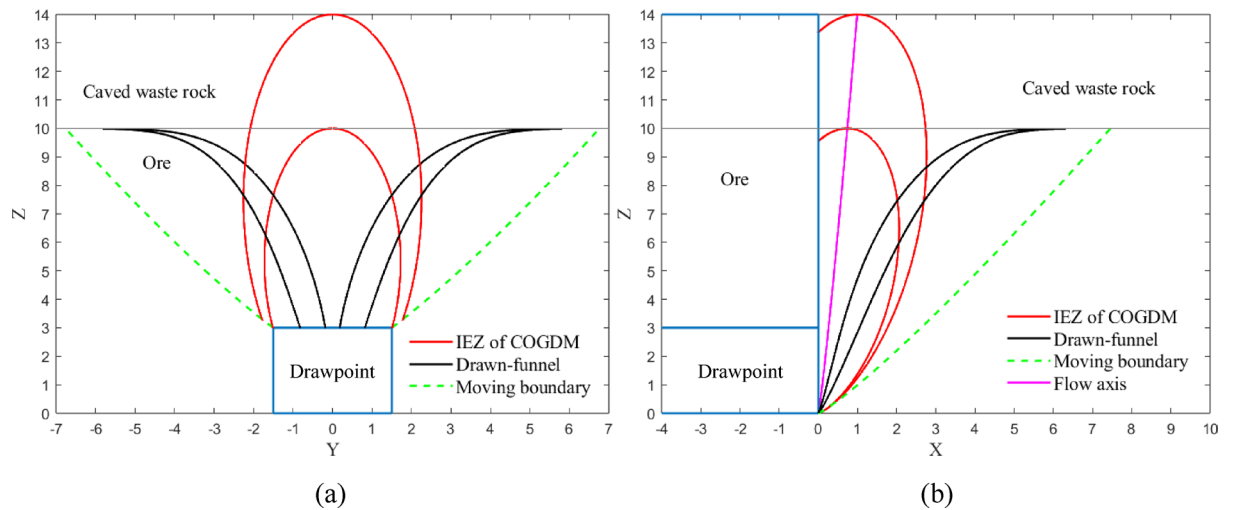 14
13
12
11
10
9
8
7
6
5
4
3
2
1
0
Z
Caved waste rock
Ore
Drawpoint
IEZ of COGDM
Drawn-funnel
Moving boundary
-7 -6 -5 -4 -3 -2 -1 0 1 2 3 4 5 6 7
Y
(a)
14
13
12
11
10
9
8
7
6
5
4
3
2
1
0
Z
Caved waste rock
Ore
Drawpoint
IEZ of COGDM
Drawn-funnel
Moving boundary
Flow axis
-4 -3 -2 -1 0 1 2 3 4 5 6 7 8 9 10
X
(b)